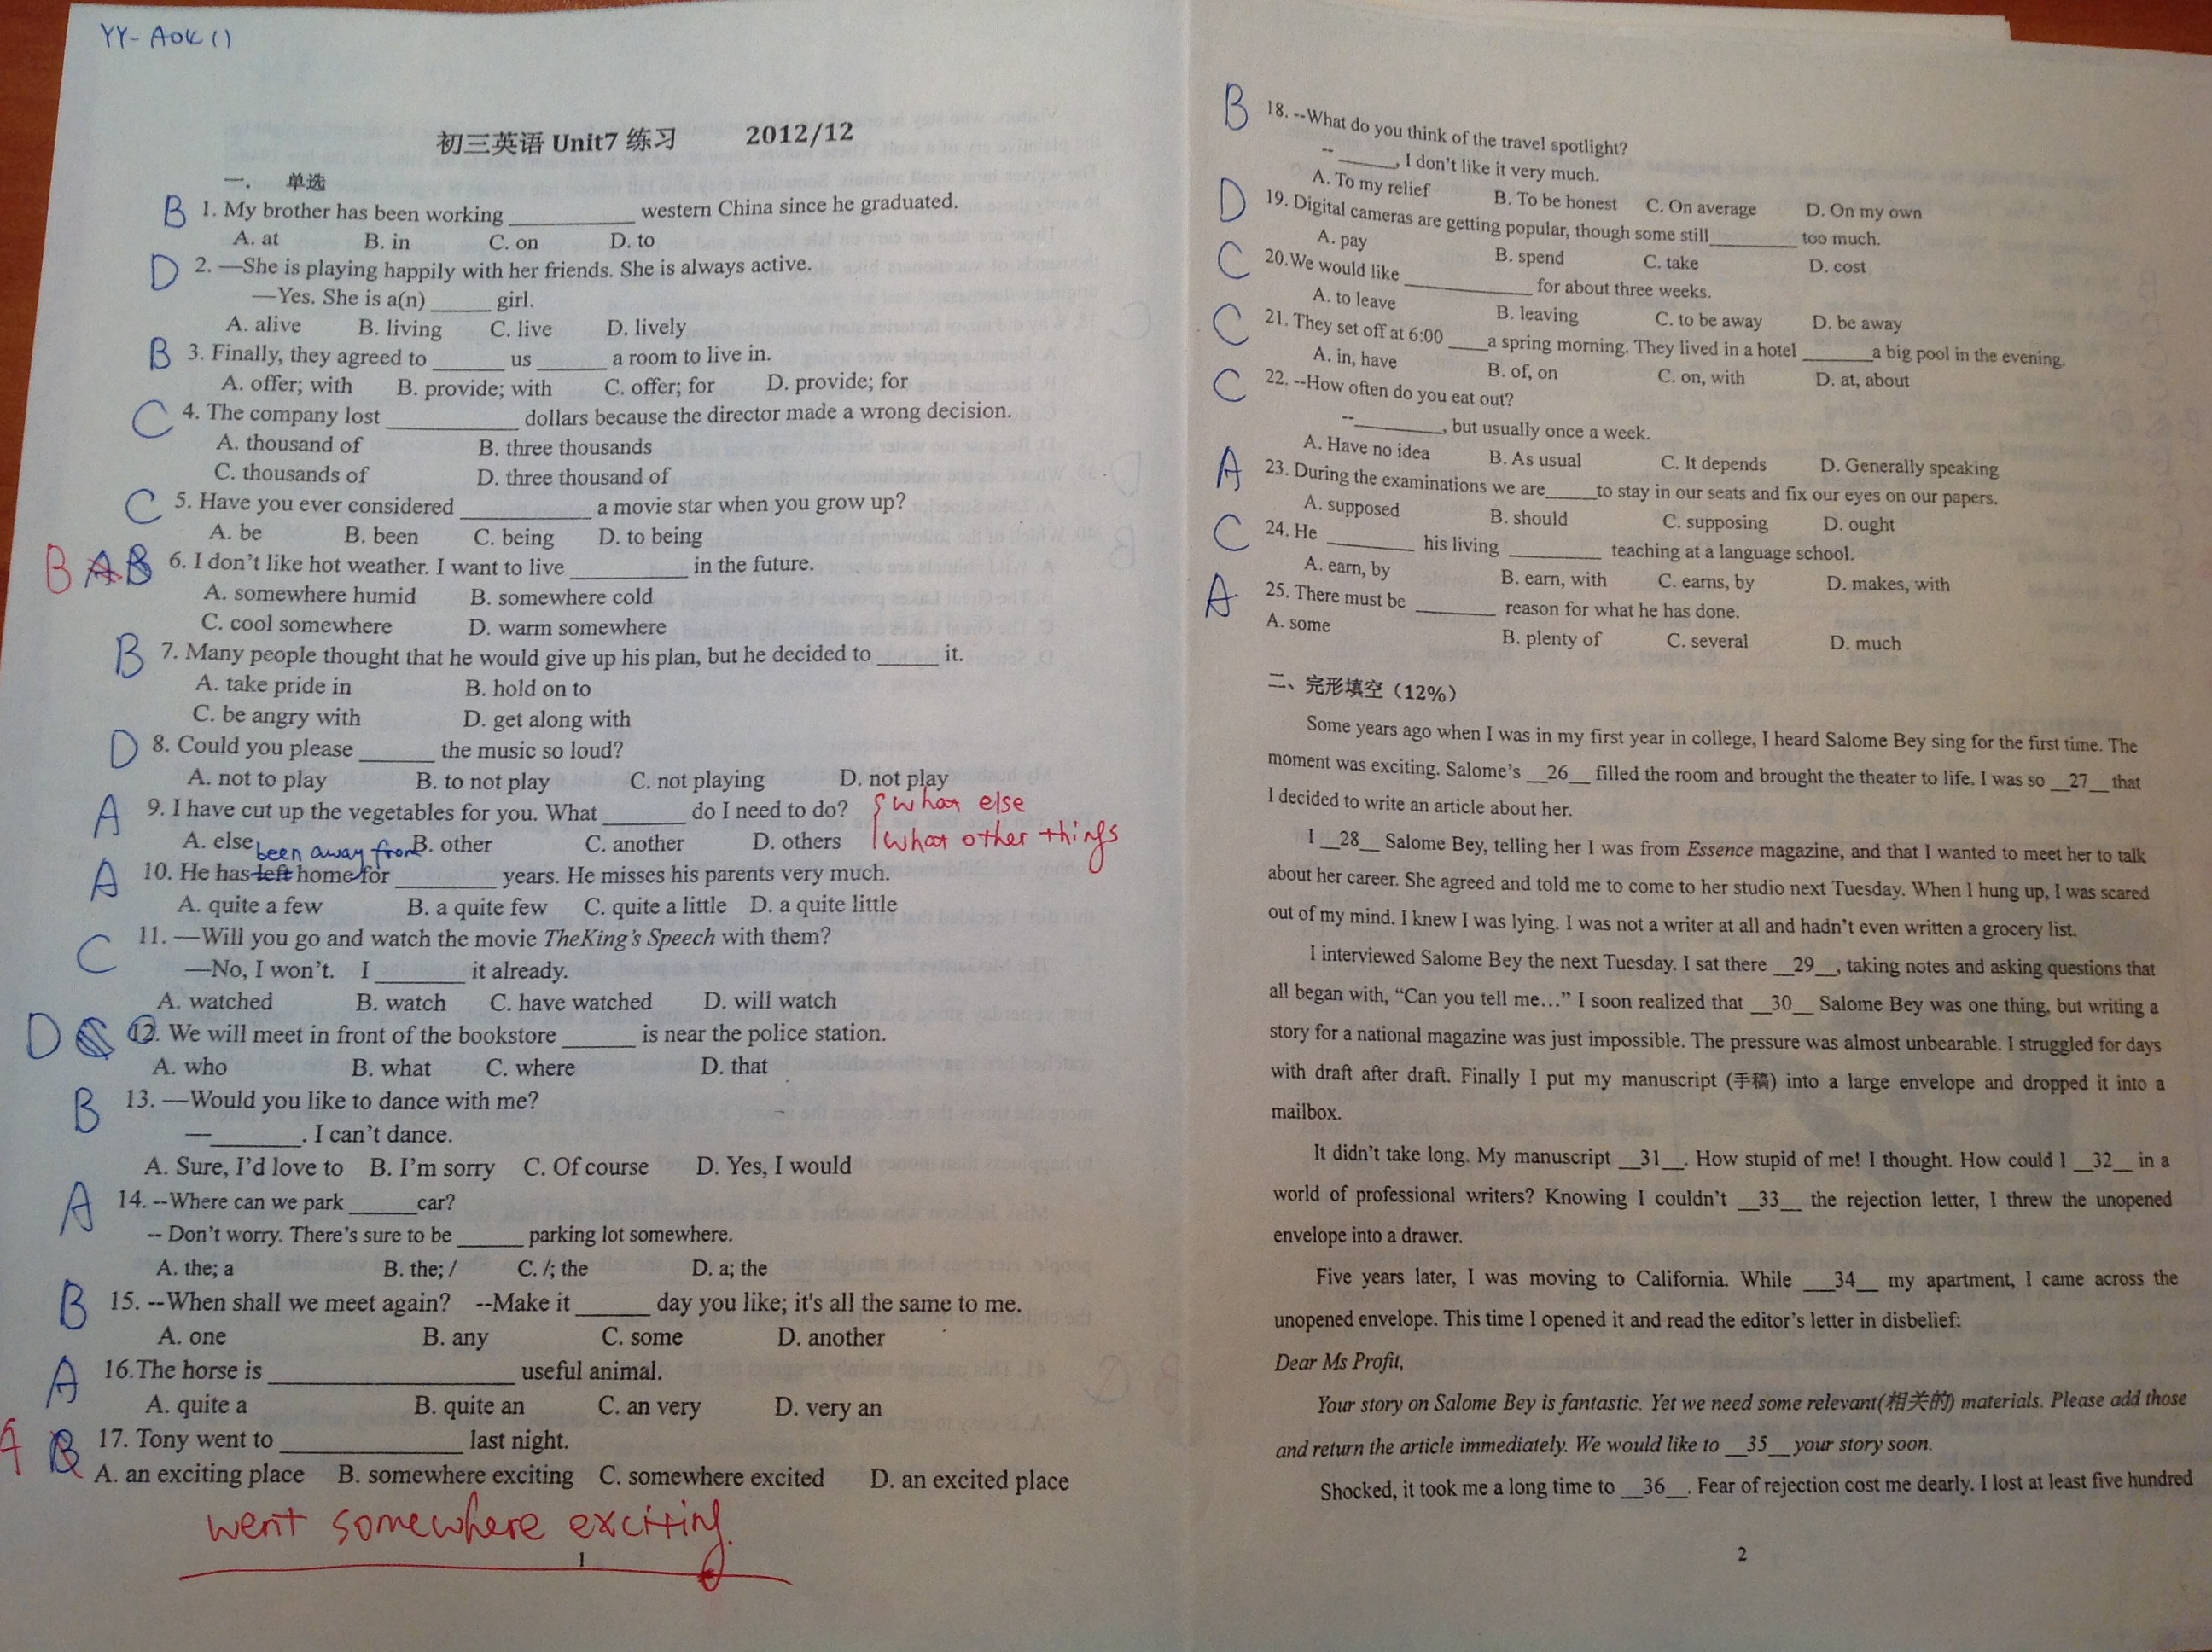 YY-AOK()
初三英语 Unit7 练习 2012/12
一. 单选
B 1. My brother has been working ____________ western China since he graduated.
A. at B. in C. on D. to
D 2. —She is playing happily with her friends. She is always active.
—Yes. She is a(n) ______ girl.
A. alive B. living C. live D. lively
B 3. Finally, they agreed to _______ us _______ a room to live in.
A. offer; with B. provide; with C. offer; for D. provide; for
C 4. The company lost _____________ dollars because the director made a wrong decision.
A. thousand of B. three thousands
C. thousands of D. three thousand of
C 5. Have you ever considered _____________ a movie star when you grow up?
A. be B. been C. being D. to being
B A B 6. I don't like hot weather. I want to live ____________ in the future.
A. somewhere humid B. somewhere cold
C. cool somewhere D. warm somewhere
B 7. Many people thought that he would give up his plan, but he decided to ______ it.
A. take pride in B. hold on to
C. be angry with D. get along with
D 8. Could you please ________ the music so loud?
A. not to play B. to not play C. not playing D. not play
A 9. I have cut up the vegetables for you. What ________ do I need to do? { what else
A. else B. other C. another D. others what other things
been away from
A 10. He has left home for __________ years. He misses his parents very much.
A. quite a few B. a quite few C. quite a little D. a quite little
C 11. —Will you go and watch the movie TheKing's Speech with them?
—No, I won't. I _________ it already.
A. watched B. watch C. have watched D. will watch
D C 12. We will meet in front of the bookstore _______ is near the police station.
A. who B. what C. where D. that
B 13. —Would you like to dance with me?
—_________. I can't dance.
A. Sure, I'd love to B. I'm sorry C. Of course D. Yes, I would
A 14. --Where can we park ______car?
-- Don't worry. There's sure to be ______ parking lot somewhere.
A. the; a B. the; / C. /; the D. a; the
B 15. --When shall we meet again? --Make it _______ day you like; it's all the same to me.
A. one B. any C. some D. another
A 16.The horse is ________________________ useful animal.
A. quite a B. quite an C. an very D. very an
A B 17. Tony went to __________________ last night.
A. an exciting place B. somewhere exciting C. somewhere excited D. an excited place
went somewhere exciting.
1
B 18. --What do you think of the travel spotlight?
-- ______, I don't like it very much.
A. To my relief B. To be honest C. On average D. On my own
D 19. Digital cameras are getting popular, though some still_________ too much.
A. pay B. spend C. take D. cost
C 20.We would like _____________ for about three weeks.
A. to leave B. leaving C. to be away D. be away
C 21. They set off at 6:00 ____a spring morning. They lived in a hotel _______a big pool in the evening.
A. in, have B. of, on C. on, with D. at, about
C 22. --How often do you eat out?
--_________, but usually once a week.
A. Have no idea B. As usual C. It depends D. Generally speaking
A 23. During the examinations we are_____to stay in our seats and fix our eyes on our papers.
A. supposed B. should C. supposing D. ought
C 24. He _________ his living _________ teaching at a language school.
A. earn, by B. earn, with C. earns, by D. makes, with
A 25. There must be ________ reason for what he has done.
A. some B. plenty of C. several D. much
二、完形填空（12%）
Some years ago when I was in my first year in college, I heard Salome Bey sing for the first time. The
moment was exciting. Salome's __26__ filled the room and brought the theater to life. I was so __27__ that
I decided to write an article about her.
I __28__ Salome Bey, telling her I was from Essence magazine, and that I wanted to meet her to talk
about her career. She agreed and told me to come to her studio next Tuesday. When I hung up, I was scared
out of my mind. I knew I was lying. I was not a writer at all and hadn't even written a grocery list.
I interviewed Salome Bey the next Tuesday. I sat there __29__, taking notes and asking questions that
all began with, "Can you tell me…" I soon realized that __30__ Salome Bey was one thing, but writing a
story for a national magazine was just impossible. The pressure was almost unbearable. I struggled for days
with draft after draft. Finally I put my manuscript (手稿) into a large envelope and dropped it into a
mailbox.
It didn't take long. My manuscript __31__. How stupid of me! I thought. How could I __32__ in a
world of professional writers? Knowing I couldn't __33__ the rejection letter, I threw the unopened
envelope into a drawer.
Five years later, I was moving to California. While ___34__ my apartment, I came across the
unopened envelope. This time I opened it and read the editor's letter in disbelief:
Dear Ms Profit,
Your story on Salome Bey is fantastic. Yet we need some relevant(相关的) materials. Please add those
and return the article immediately. We would like to __35__ your story soon.
Shocked, it took me a long time to __36__. Fear of rejection cost me dearly. I lost at least five hundred
2